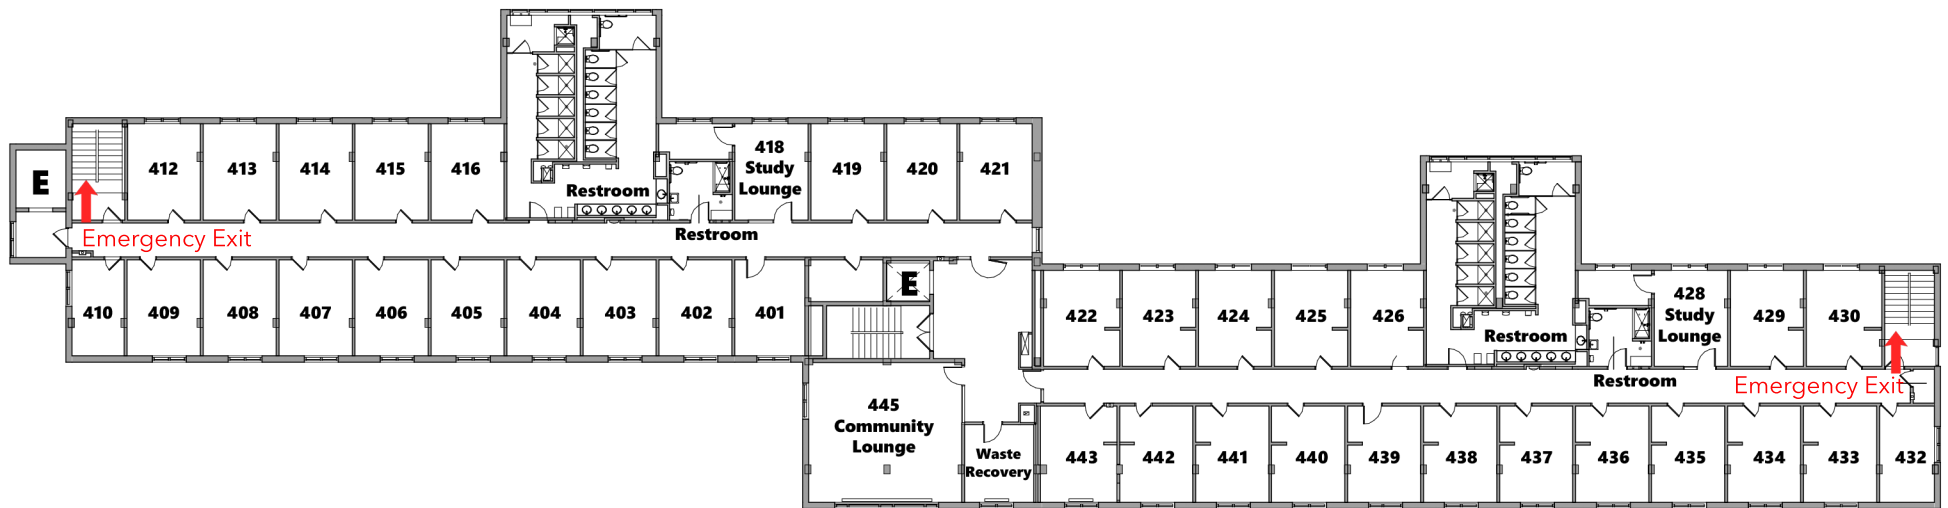 412
413
414
415
416
Restroom
418
Study
Lounge
419
420
421
E
Emergency Exit
Restroom
410
409
408
407
406
405
404
403
402
401
E
422
423
424
425
426
Restroom
428
Study
Lounge
429
430
Restroom
Emergency Exit
445
Community
Lounge
Waste
Recovery
443
442
441
440
439
438
437
436
435
434
433
432